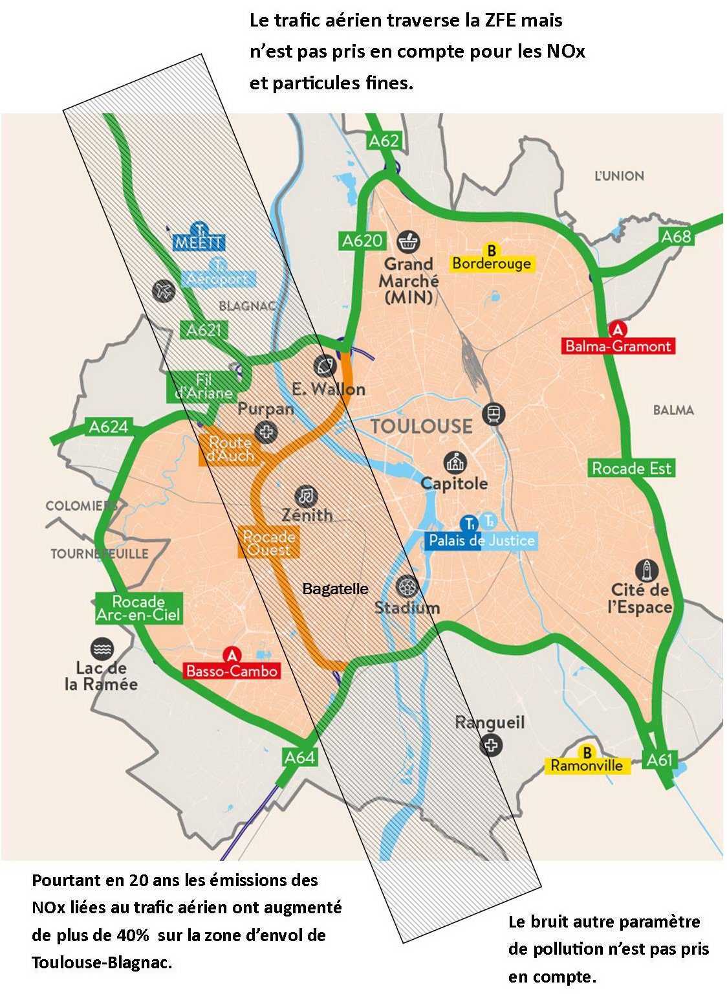 Le trafic aérien traverse la ZFE mais
n’est pas pris en compte pour les NOx
et particules fines.
A62
L'UNION
A68
A620
T1
MEETT
T2
Aéroport
Grand
Marché
(MIN)
B
Borderouge
BLAGNAC
A621
A
Balma-Gramont
Fil
d'Ariane
E. Wallon
Purpan
BALMA
A624
TOULOUSE
Route
d'Auch
Rocade Est
Capitole
COLOMIERS
Zénith
T1
T2
Palais de Justice
Rocade
Ouest
TOURNEFEUILLE
Bagatelle
Cité de
l'Espace
Stadium
Rocade
Arc-en-Ciel
Lac de
la Ramée
A
Basso-Cambo
Rangueil
A64
B
Ramonville
A61
Pourtant en 20 ans les émissions des
NOx liées au trafic aérien ont augmenté
de plus de 40% sur la zone d’envol de
Toulouse-Blagnac.
Le bruit autre paramètre
de pollution n’est pas pris
en compte.